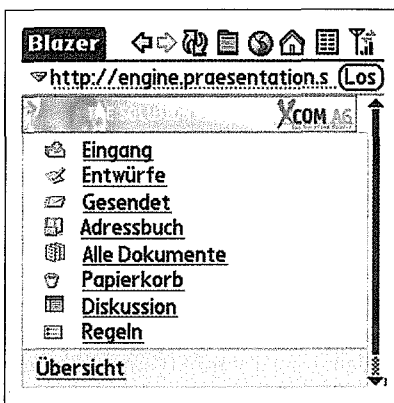 Blazer
http://engine.praesentation.s Los
XCOM AG
Eingang
Entwürfe
Gesendet
Adressbuch
Alle Dokumente
Papierkorb
Diskussion
Regeln
Übersicht